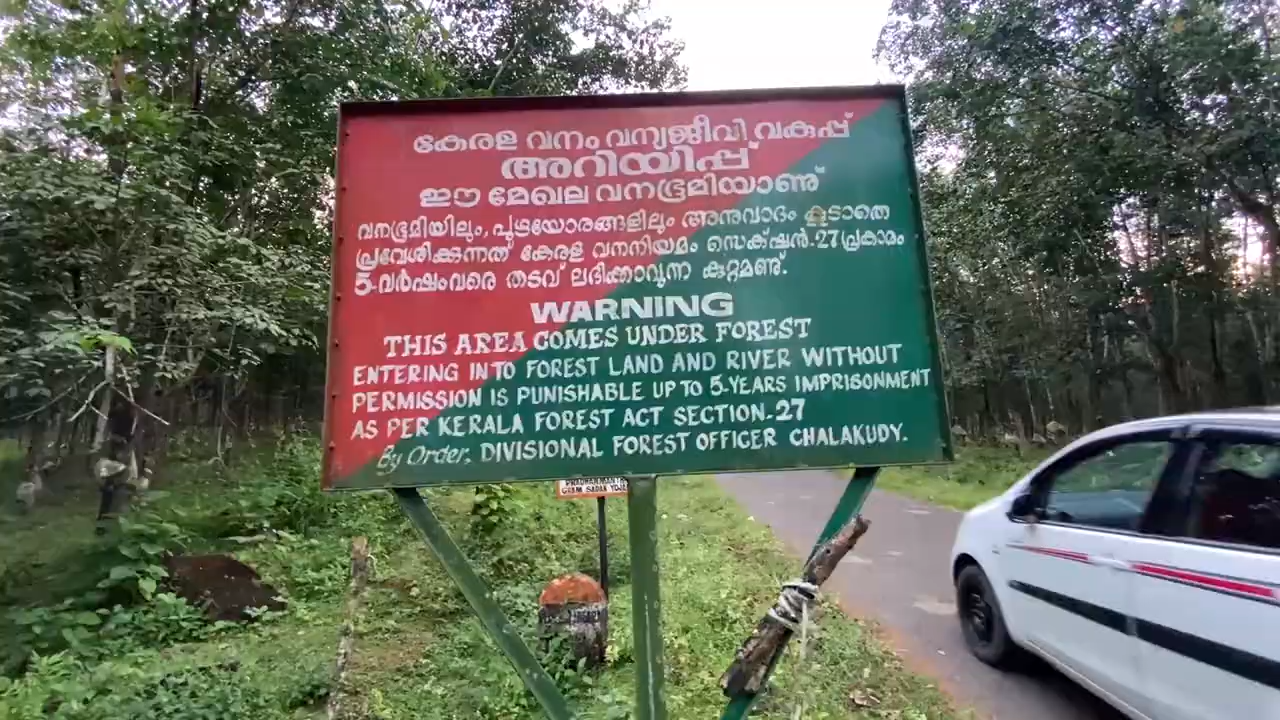 കേരള വനം വന്യജീവി വകുപ്പ്
അറിയിപ്പ്
ഈ മേഖല വനഭൂമിയാണ്
വനഭൂമിയിലും, പുഴയോരങ്ങളിലും അനുവാദം കൂടാതെ
പ്രവേശിക്കുന്നത് കേരള വനനിയമം സെക്ഷൻ-27 പ്രകാരം
5-വർഷംവരെ തടവ് ലഭിക്കാവുന്ന കുറ്റമണ്.
WARNING
THIS AREA COMES UNDER FOREST
ENTERING INTO FOREST LAND AND RIVER WITHOUT
PERMISSION IS PUNISHABLE UP TO 5-YEARS IMPRISONMENT
AS PER KERALA FOREST ACT SECTION-27
By Order, DIVISIONAL FOREST OFFICER CHALAKUDY.
GRAM SADAK